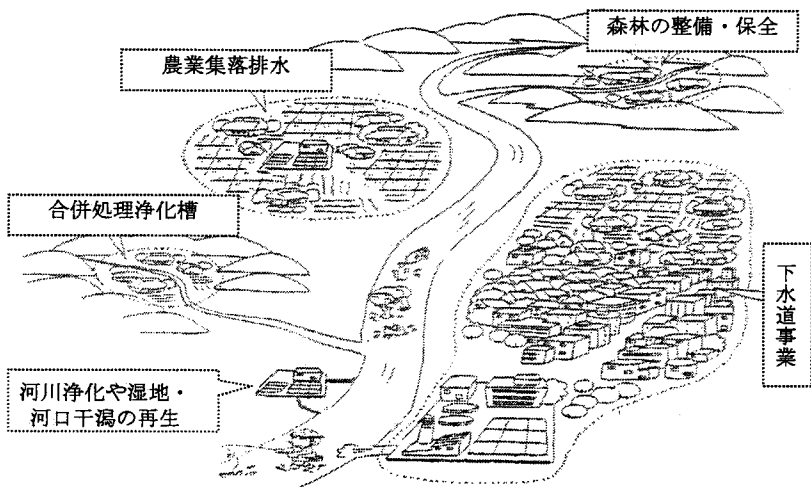 森林の整備・保全
農業集落排水
合併処理浄化槽
下水道事業
河川浄化や湿地・
河口干潟の再生